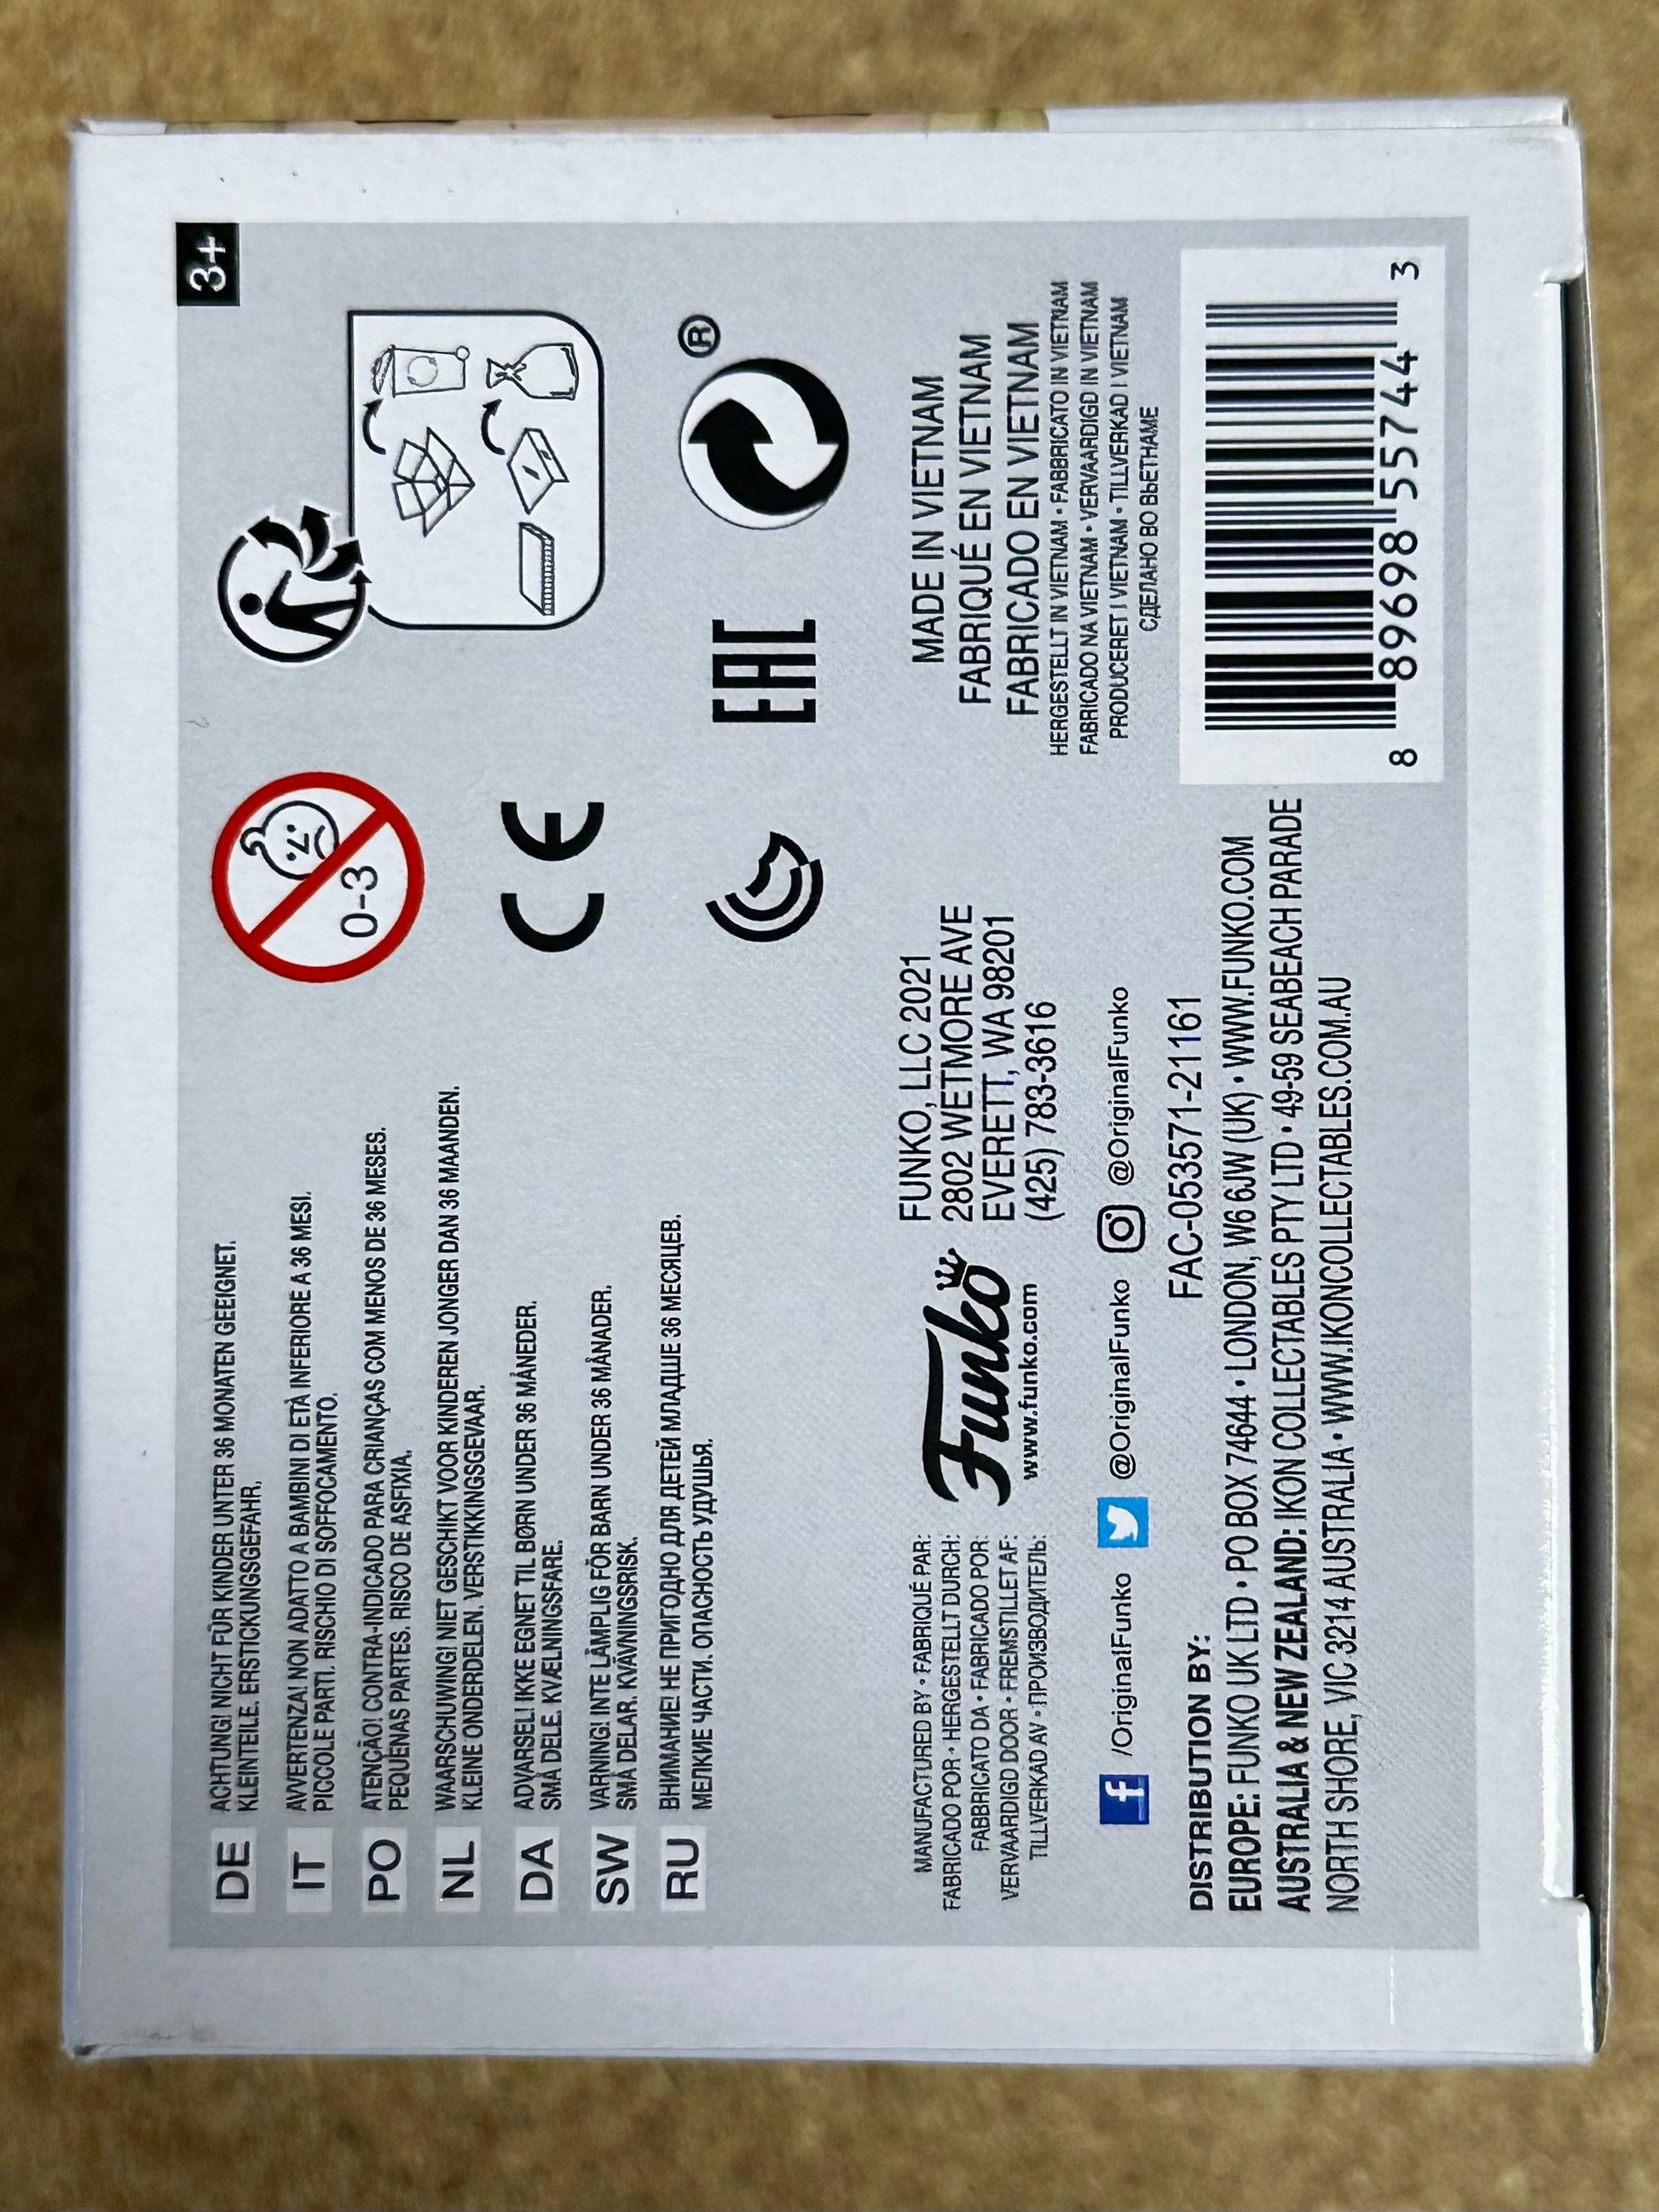 3+
DE
ACHTUNG! NICHT FÜR KINDER UNTER 36 MONATEN GEEIGNET.
KLEINTEILE. ERSTICKUNGSGEFAHR.
IT
AVVERTENZA! NON ADATTO A BAMBINI DI ETÀ INFERIORE A 36 MESI.
PICCOLE PARTI. RISCHIO DI SOFFOCAMENTO.
PO
ATENÇÃO! CONTRA-INDICADO PARA CRIANÇAS COM MENOS DE 36 MESES.
PEQUENAS PARTES. RISCO DE ASFIXIA.
NL
WAARSCHUWING! NIET GESCHIKT VOOR KINDEREN JONGER DAN 36 MAANDEN.
KLEINE ONDERDELEN. VERSTIKKINGSGEVAAR.
DA
ADVARSEL! IKKE EGNET TIL BØRN UNDER 36 MÅNEDER.
SMÅ DELE. KVÆLNINGSFARE.
SW
VARNING! INTE LÄMPLIG FÖR BARN UNDER 36 MÅNADER.
SMÅ DELAR. KVÄVNINGSRISK.
RU
ВНИМАНИЕ! НЕ ПРИГОДНО ДЛЯ ДЕТЕЙ МЛАДШЕ 36 МЕСЯЦЕВ.
МЕЛКИЕ ЧАСТИ. ОПАСНОСТЬ УДУШЬЯ.
0-3
CE
EAC
®
MANUFACTURED BY • FABRIQUÉ PAR:
FABRICADO POR • HERGESTELLT DURCH:
FABBRICATO DA • FABRICADO POR:
VERVAARDIGD DOOR • FREMSTILLET AF:
TILLVERKAD AV • ПРОИЗВОДИТЕЛЬ:
Funko
www.funko.com
FUNKO, LLC 2021
2802 WETMORE AVE
EVERETT, WA 98201
(425) 783-3616
f /OriginalFunko @OriginalFunko @OriginalFunko
FAC-053571-21161
DISTRIBUTION BY:
EUROPE: FUNKO UK LTD • PO BOX 74644 • LONDON, W6 6JW (UK) • WWW.FUNKO.COM
AUSTRALIA & NEW ZEALAND: IKON COLLECTABLES PTY LTD • 49-59 SEABEACH PARADE
NORTH SHORE, VIC 3214 AUSTRALIA • WWW.IKONCOLLECTABLES.COM.AU
MADE IN VIETNAM
FABRIQUÉ EN VIETNAM
FABRICADO EN VIETNAM
HERGESTELLT IN VIETNAM • FABBRICATO IN VIETNAM
FABRICADO NA VIETNAM • VERVAARDIGD IN VIETNAM
PRODUCERET I VIETNAM • TILLVERKAD I VIETNAM
СДЕЛАНО ВО ВЬЕТНАМЕ
8 89698 55744 3